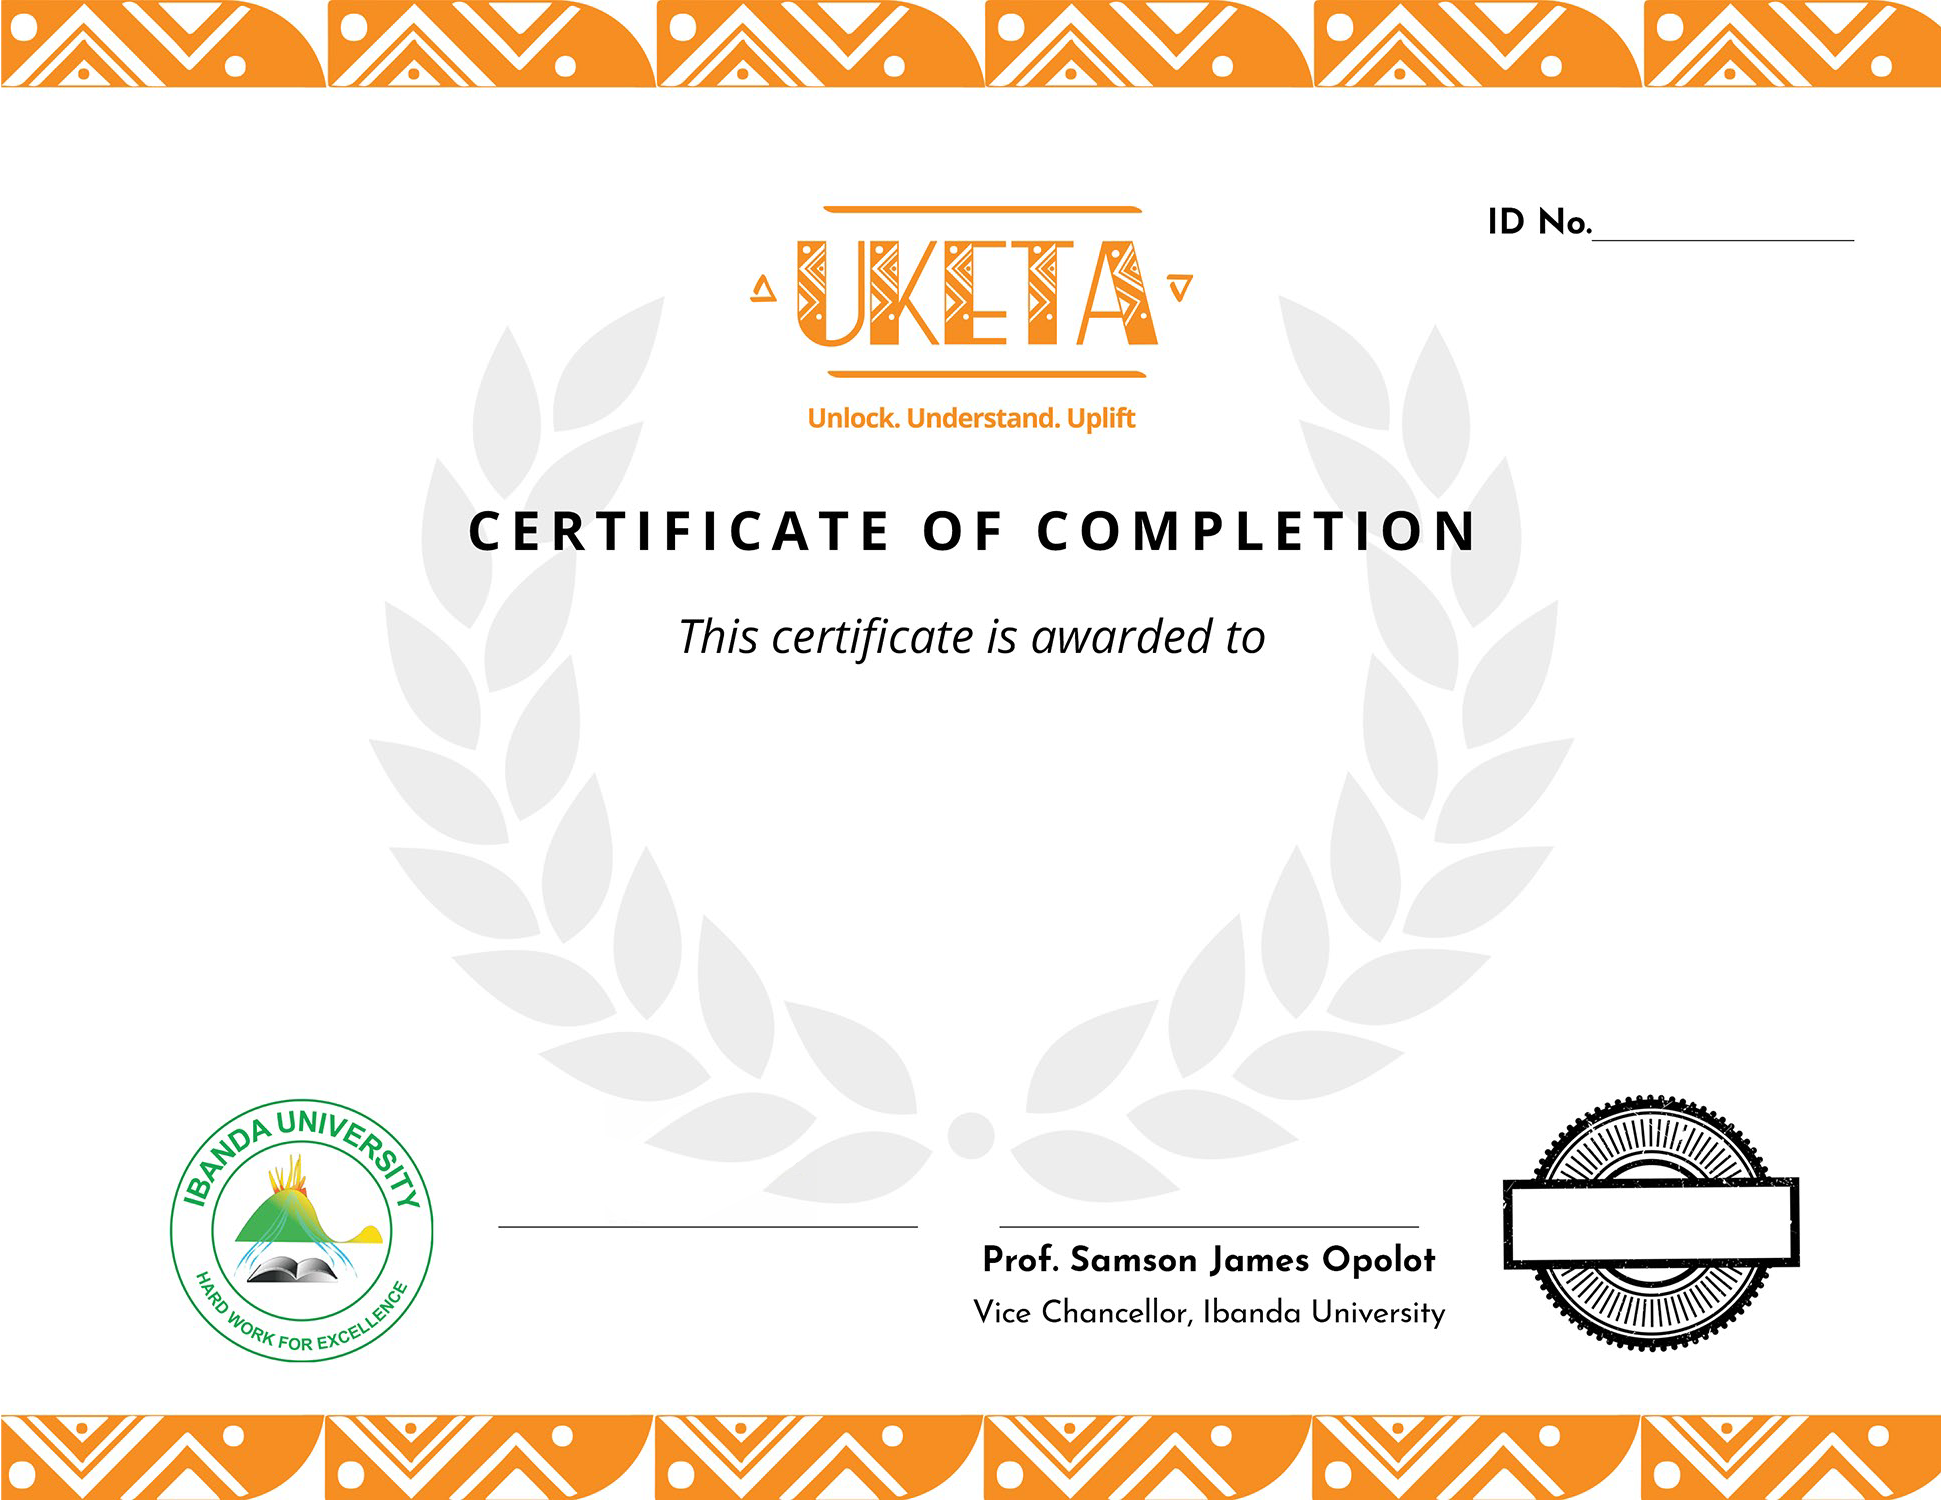 ID No.
UKETA
Unlock. Understand. Uplift
CERTIFICATE OF COMPLETION
This certificate is awarded to
IBANDA UNIVERSITY
HARD WORK FOR EXCELLENCE
Prof. Samson James Opolot
Vice Chancellor, Ibanda University